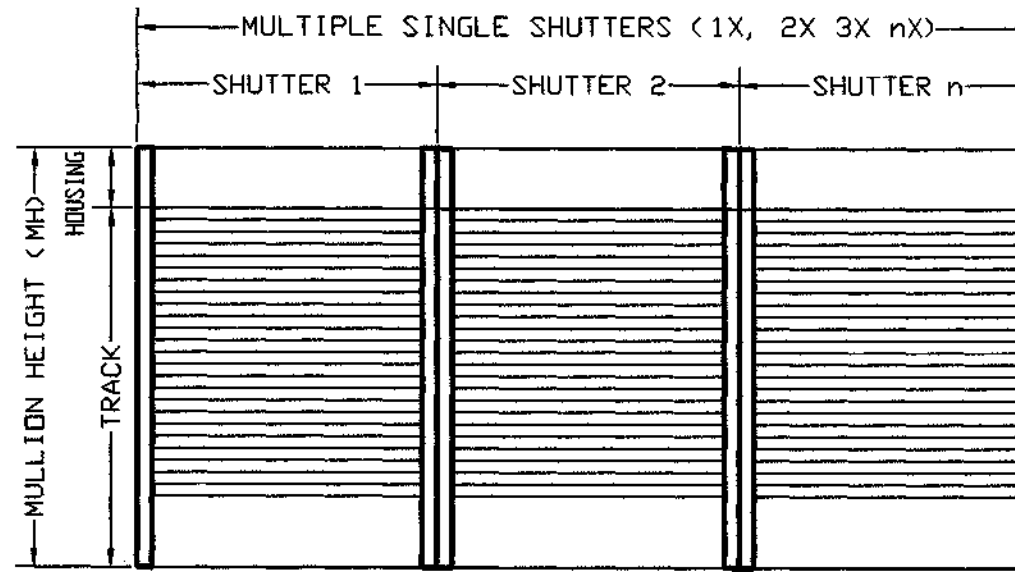 MULTIPLE SINGLE SHUTTERS (1X, 2X 3X nX)
SHUTTER 1
SHUTTER 2
SHUTTER n
MULLION HEIGHT (MH)
HOUSING
TRACK